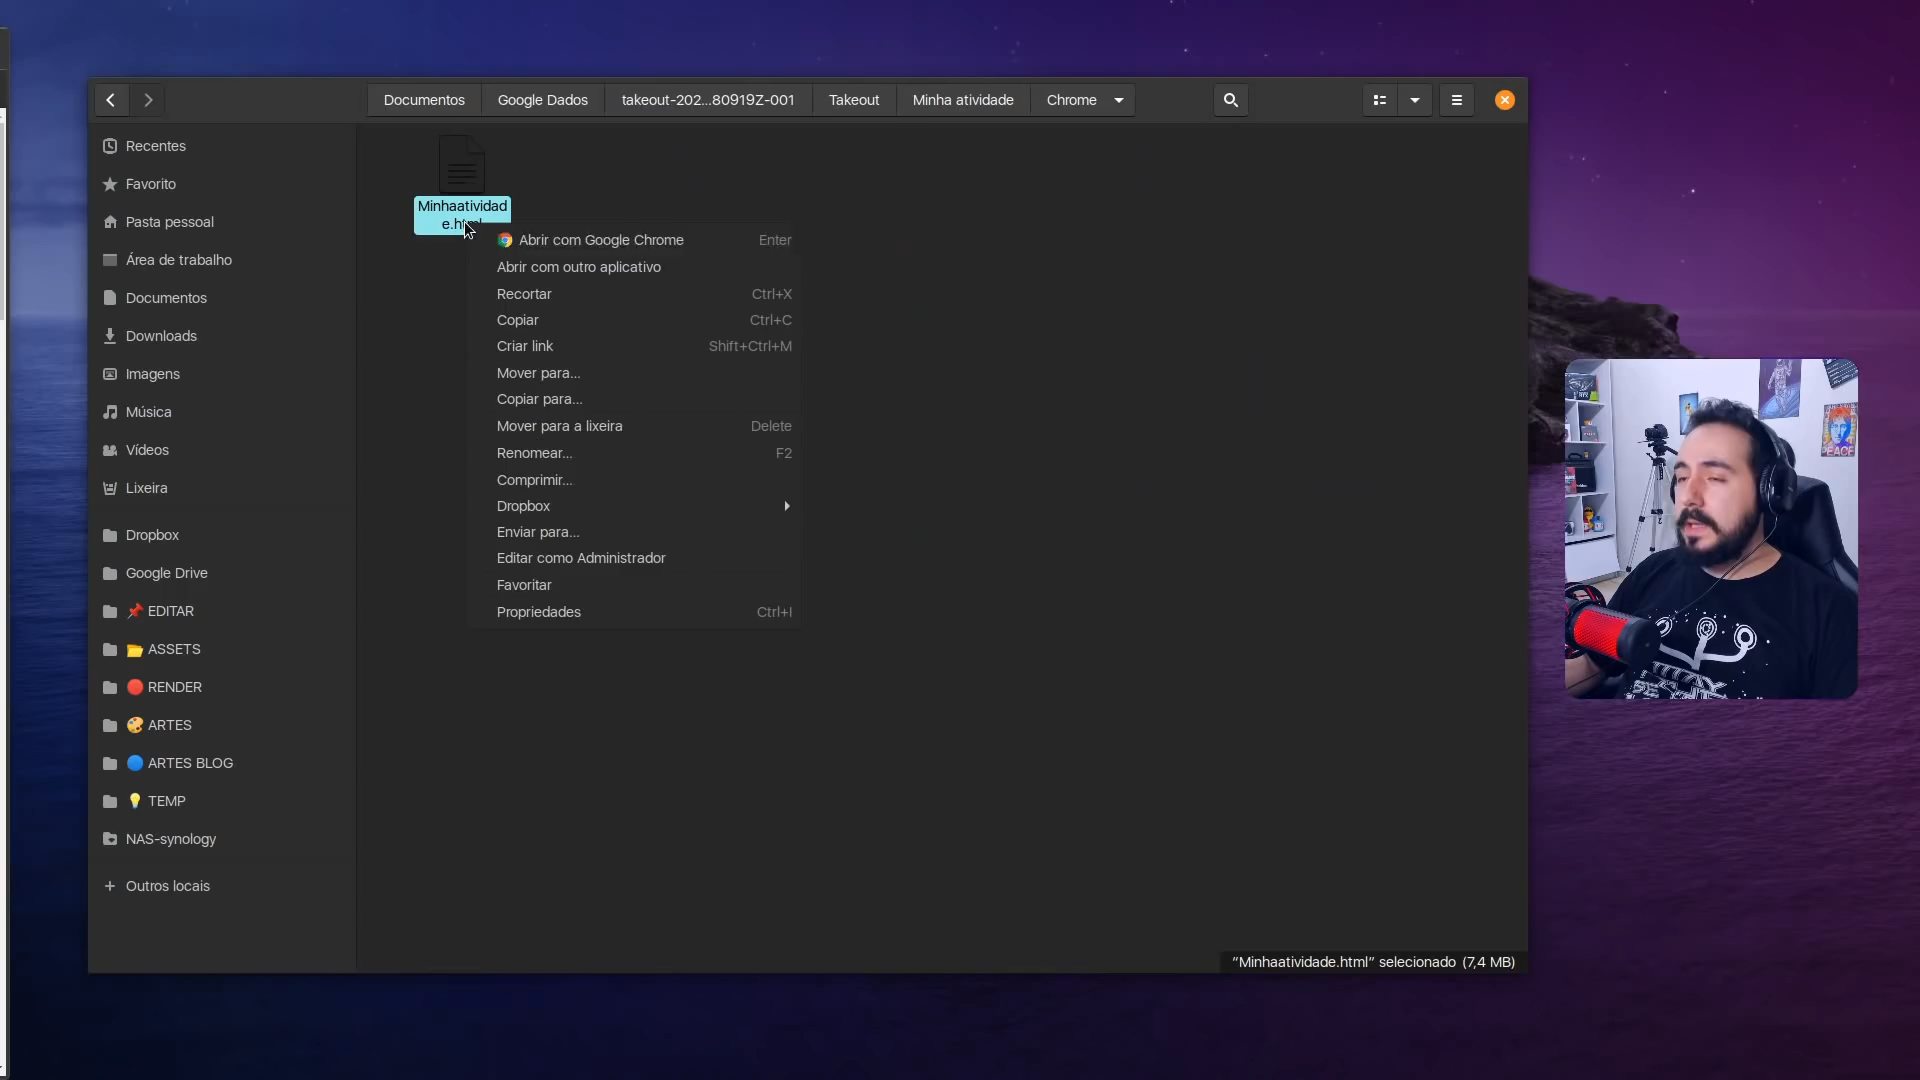 Documentos
Google Dados
takeout-202...80919Z-001
Takeout
Minha atividade
Chrome
Recentes
Favorito
Pasta pessoal
Área de trabalho
Documentos
Downloads
Imagens
Música
Vídeos
Lixeira
Dropbox
Google Drive
EDITAR
ASSETS
RENDER
ARTES
ARTES BLOG
TEMP
NAS-synology
Outros locais
Minhaatividad
e.html
Abrir com Google Chrome Enter
Abrir com outro aplicativo
Recortar Ctrl+X
Copiar Ctrl+C
Criar link Shift+Ctrl+M
Mover para...
Copiar para...
Mover para a lixeira Delete
Renomear... F2
Comprimir...
Dropbox
Enviar para...
Editar como Administrador
Favoritar
Propriedades Ctrl+I
PEACE
"Minhaatividade.html" selecionado (7,4 MB)